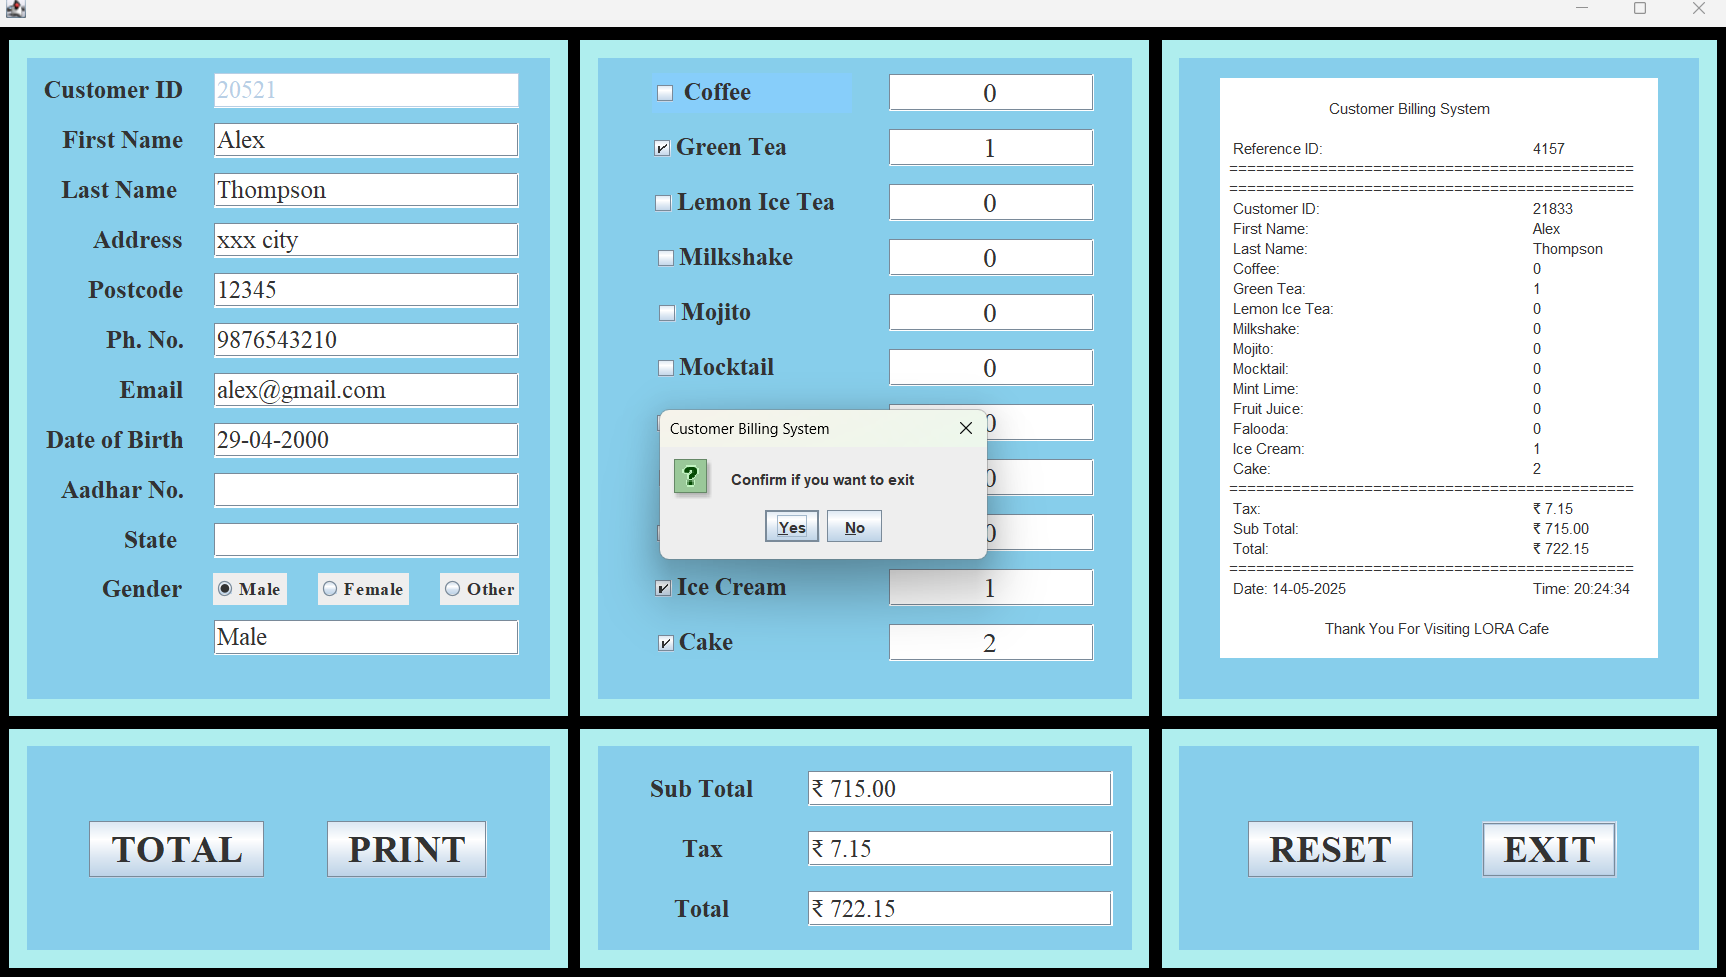 Customer ID 20521
First Name Alex
Last Name Thompson
Address xxx city
Postcode 12345
Ph. No. 9876543210
Email alex@gmail.com
Date of Birth 29-04-2000
Aadhar No.
State
Gender Male Female Other
Male
Coffee 0
Green Tea 1
Lemon Ice Tea 0
Milkshake 0
Mojito 0
Mocktail 0
0
0
0
Ice Cream 1
Cake 2
Customer Billing System
Confirm if you want to exit
Yes No
Customer Billing System
Reference ID: 4157
=============================================
=============================================
Customer ID: 21833
First Name: Alex
Last Name: Thompson
Coffee: 0
Green Tea: 1
Lemon Ice Tea: 0
Milkshake: 0
Mojito: 0
Mocktail: 0
Mint Lime: 0
Fruit Juice: 0
Falooda: 0
Ice Cream: 1
Cake: 2
=============================================
Tax: ₹ 7.15
Sub Total: ₹ 715.00
Total: ₹ 722.15
=============================================
Date: 14-05-2025 Time: 20:24:34
Thank You For Visiting LORA Cafe
TOTAL PRINT
Sub Total ₹ 715.00
Tax ₹ 7.15
Total ₹ 722.15
RESET EXIT